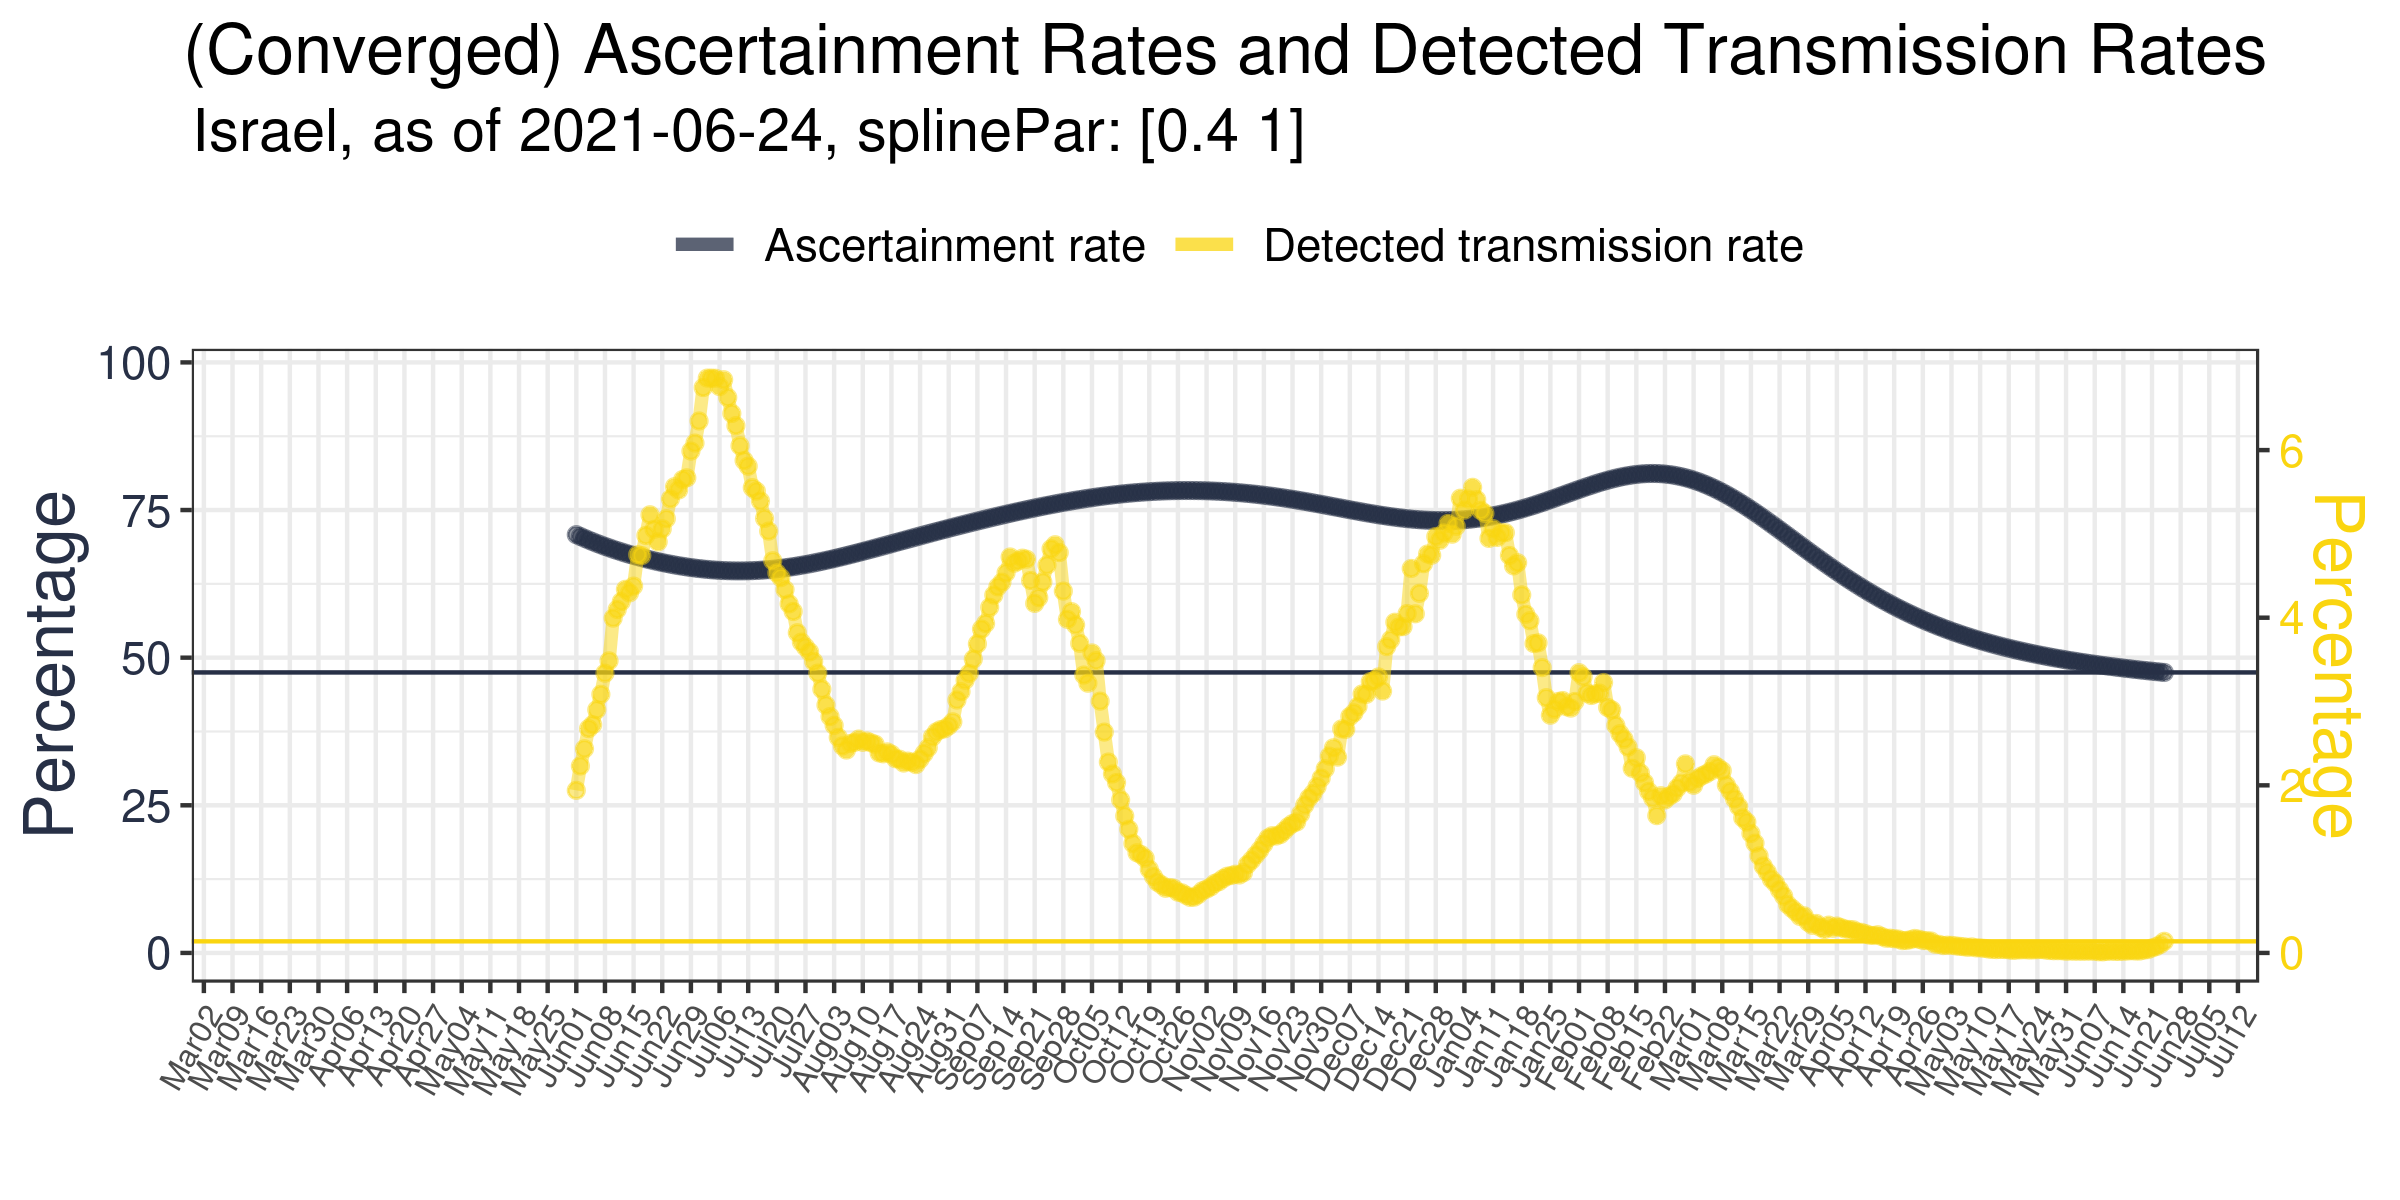 (Converged) Ascertainment Rates and Detected Transmission Rates
Israel, as of 2021-06-24, splinePar: [0.4 1]
Ascertainment rate Detected transmission rate
Percentage
100
75
50
25
0
6
4
2
0
Percentage
Mar02 Mar09 Mar16 Mar23 Mar30 Apr06 Apr13 Apr20 Apr27 May04 May11 May18 May25 Jun01 Jun08 Jun15 Jun22 Jun29 Jul06 Jul13 Jul20 Jul27 Aug03 Aug10 Aug17 Aug24 Aug31 Sep07 Sep14 Sep21 Sep28 Oct05 Oct12 Oct19 Oct26 Nov02 Nov09 Nov16 Nov23 Nov30 Dec07 Dec14 Dec21 Dec28 Jan04 Jan11 Jan18 Jan25 Feb01 Feb08 Feb15 Feb22 Mar01 Mar08 Mar15 Mar22 Mar29 Apr05 Apr12 Apr19 Apr26 May03 May10 May17 May24 May31 Jun07 Jun14 Jun21 Jun28 Jul05 Jul12